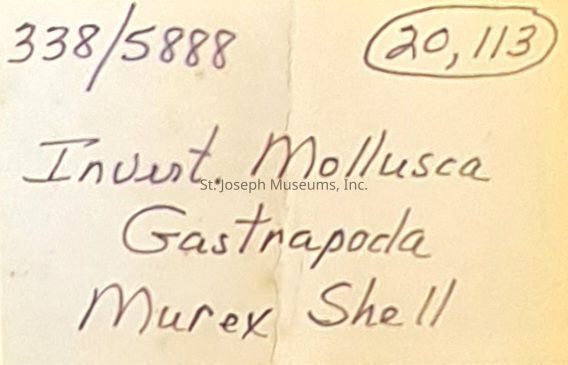 338/5888
20,113
Invert. Mollusca
St. Joseph Museums, Inc.
Gastrapoda
Murex Shell